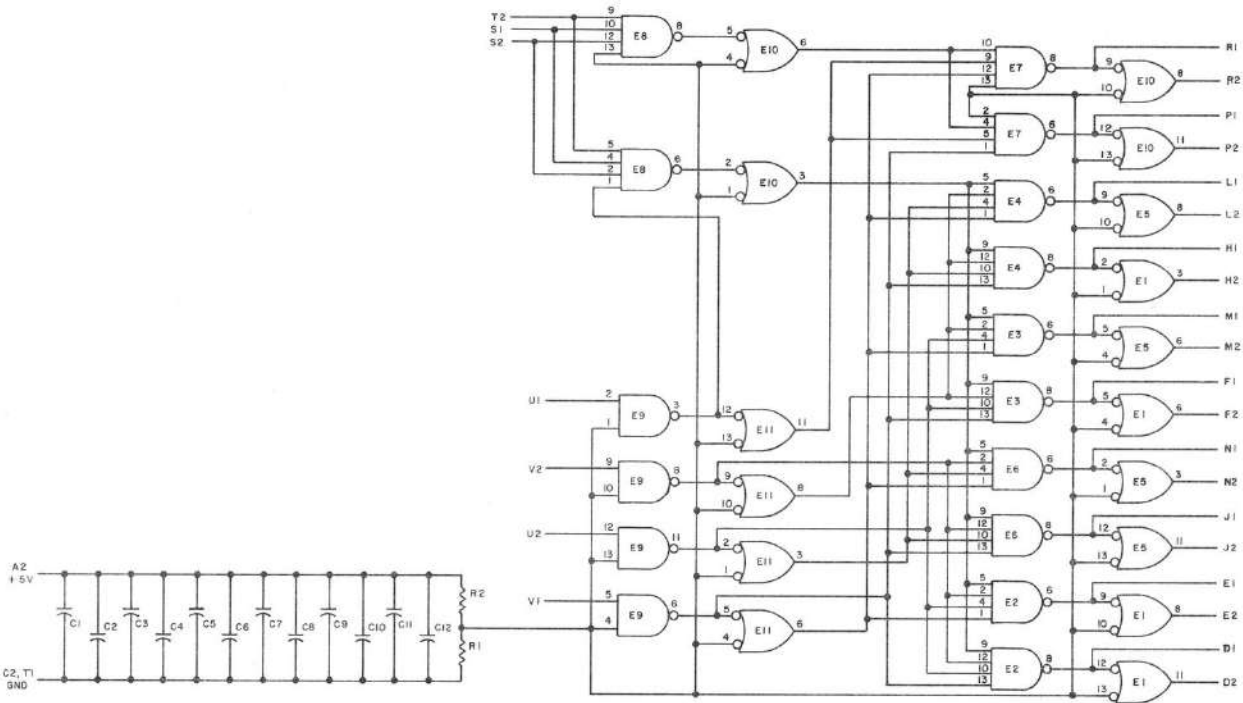 T2 9 8 5 6 10 8 R1
S1 10 E8 E10 9 E7 9 8
S2 12 4 12 10 E10 R2
13 13
2 6 P1
4 E7 12 11
5 5 E10 P2
4 E8 6 2 3 1 13
2 E10 5 6 L1
1 1 2 E4 9 8
4 E5 L2
1 10
9 8 H1
12 E4 2 3
10 E1 H2
13 1
5 6 M1
2 E3 5 6
4 E5 M2
1 4
9 8 F1
U1 2 3 12 12 E3 5 6
E9 11 10 E1 F2
1 E11 13 4
13
5 6 N1
V2 9 8 9 2 E6 2 3
E9 8 4 E5 N2
10 E11 1 1
10
9 8 J1
U2 12 11 2 12 E6 12 11
E9 3 10 E5 J2
13 E11 13 13
1
A2
+5V
5 6 E1
V1 5 6 5 2 E2 9 8
R2 E9 6 4 E1 E2
C1 C2 C3 C4 C5 C6 C7 C8 C9 C10 C11 C12 4 E11 1 10
R1 4
9 8 D1
C2, T1 12 E2 12 11
GND 10 E1 D2
13 13